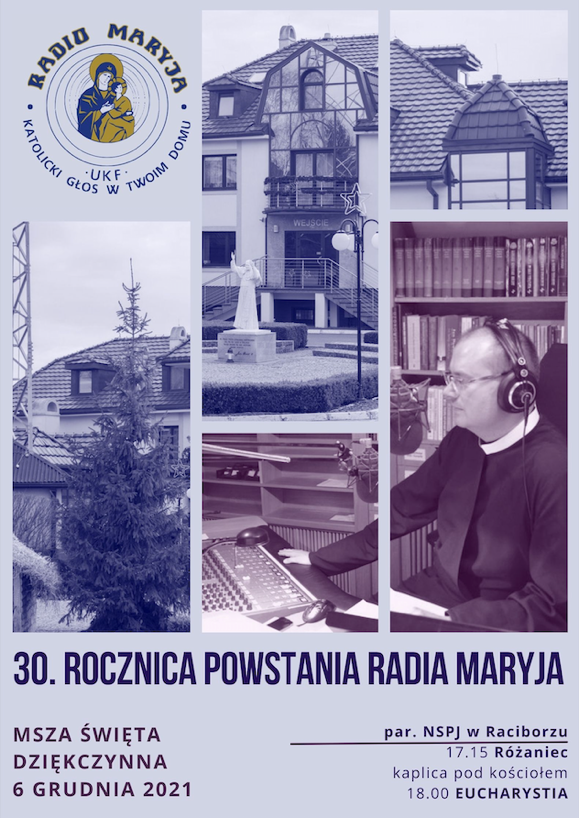 RADIO MARYJA
KATOLICKI GŁOS W TWOIM DOMU
·UKF·
WEJŚCIE
30. ROCZNICA POWSTANIA RADIA MARYJA
MSZA ŚWIĘTA
DZIĘKCZYNNA
6 GRUDNIA 2021
par. NSPJ w Raciborzu
17.15 Różaniec
kaplica pod kościołem
18.00 EUCHARYSTIA